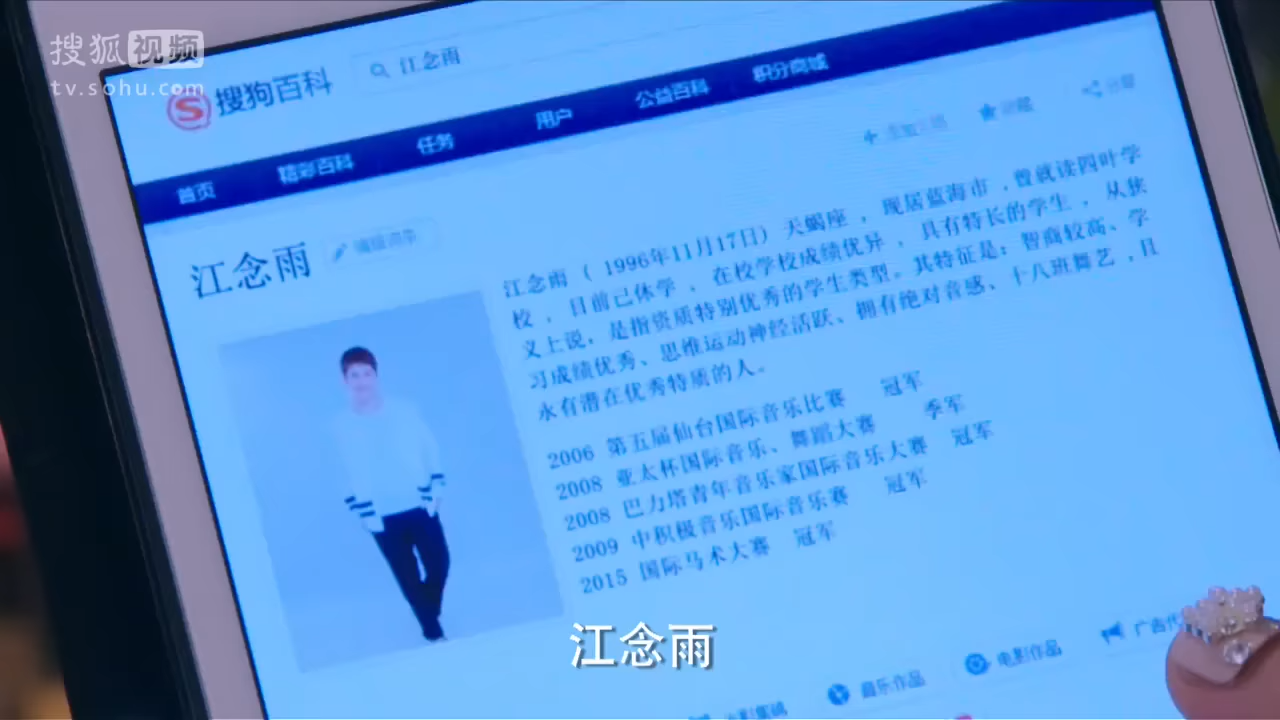 搜狐视频
tv.sohu.com
搜狗百科
江念雨
首页 精彩百科 任务 用户 公益百科 积分商城
收藏 分享
江念雨 编辑词条
江念雨 ( 1996年11月17日) 天蝎座 , 现居蓝海市 ,曾就读四叶学
校 , 目前已休学 , 在校学校成绩优异 , 具有特长的学生 , 从狭
义上说, 是指资质特别优秀的学生类型。其特征是: 智商较高、学
习成绩优秀、思维运动神经活跃、拥有绝对音感、十八班舞艺 ,且
永有潜在优秀特质的人。
2006 第五届仙台国际音乐比赛 冠军
2008 亚太杯国际音乐、舞蹈大赛 季军
2008 巴力塔青年音乐家国际音乐大赛 冠军
2009 中积极音乐国际音乐赛 冠军
2015 国际马术大赛 冠军
音乐作品 电影作品 广告代
江念雨